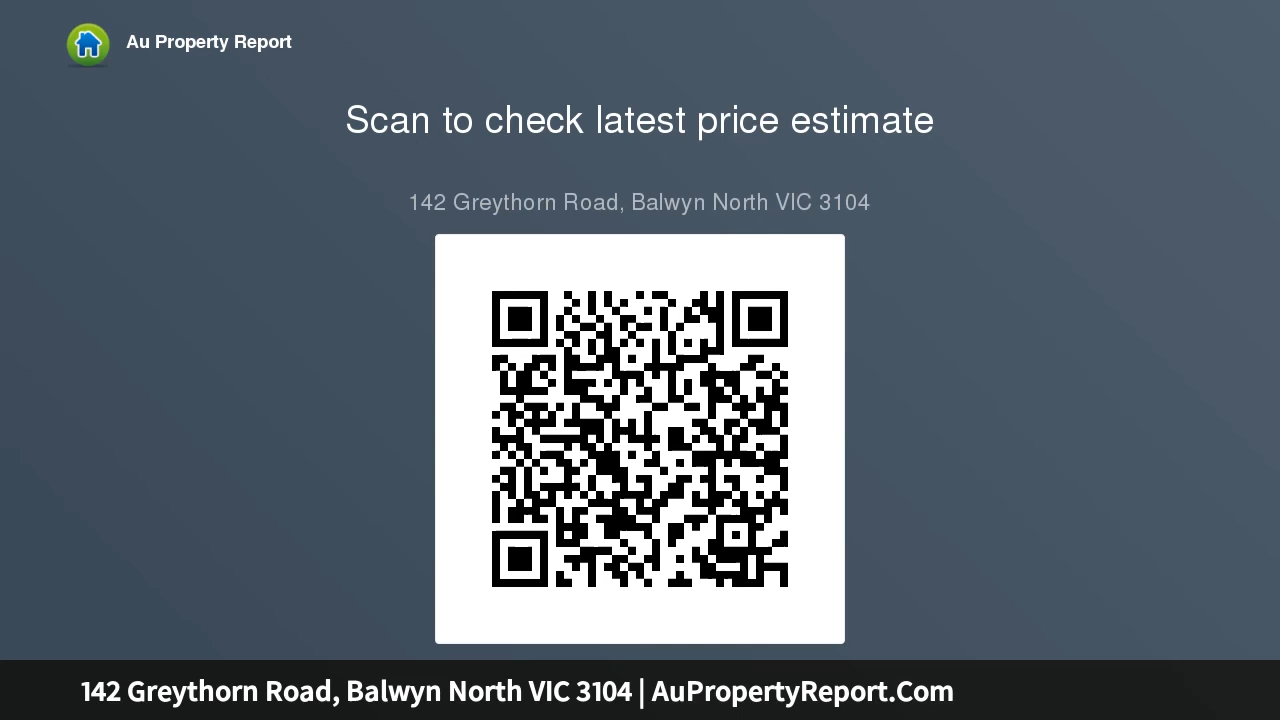 Au Property Report
Scan to check latest price estimate
142 Greythorn Road, Balwyn North VIC 3104
142 Greythorn Road, Balwyn North VIC 3104 | AuPropertyReport.Com